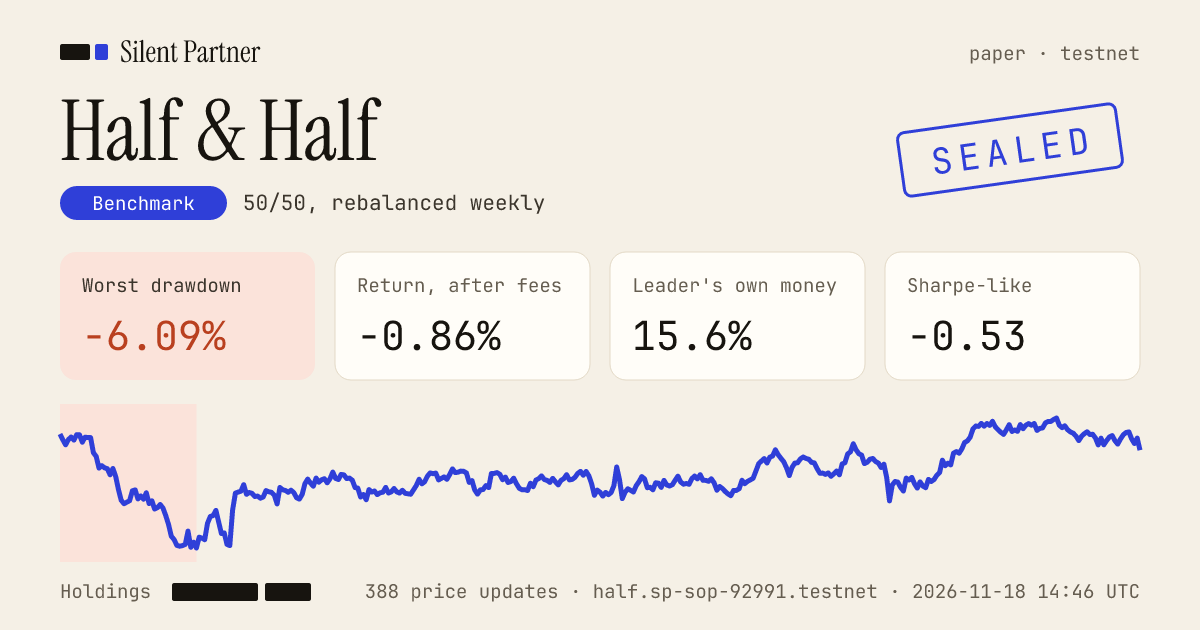 Silent Partner
paper · testnet
Half & Half
SEALED
Benchmark 50/50, rebalanced weekly
Worst drawdown
-6.09%
Return, after fees
-0.86%
Leader's own money
15.6%
Sharpe-like
-0.53
Holdings
388 price updates · half.sp-sop-92991.testnet · 2026-11-18 14:46 UTC